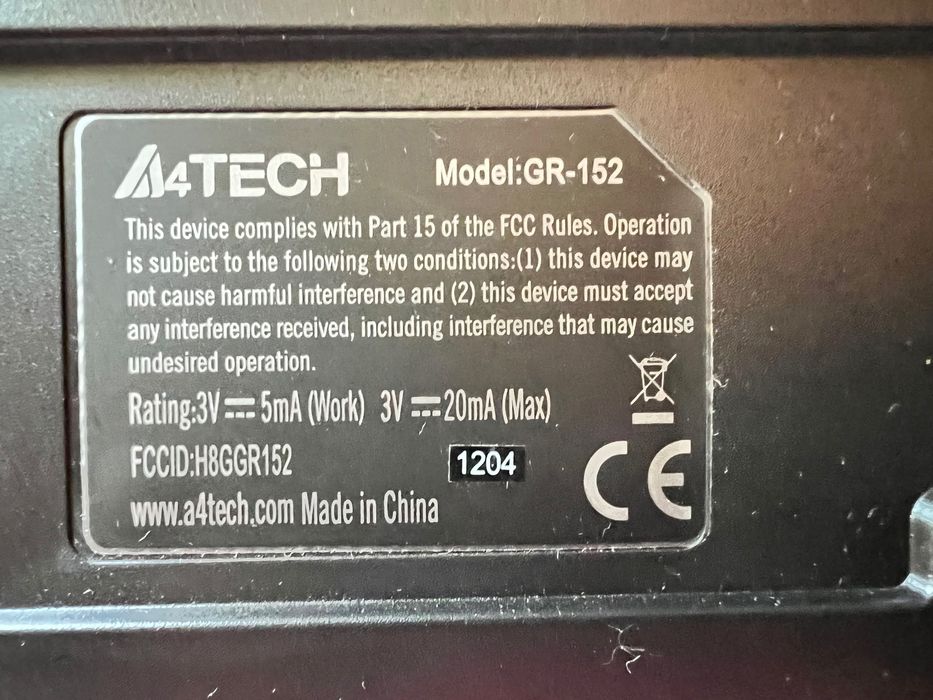 A4TECH Model:GR-152
This device complies with Part 15 of the FCC Rules. Operation
is subject to the following two conditions:(1) this device may
not cause harmful interference and (2) this device must accept
any interference received, including interference that may cause
undesired operation.
Rating:3V ⎓ 5mA (Work) 3V ⎓ 20mA (Max)
FCCID:H8GGR152 1204 CE
www.a4tech.com Made in China